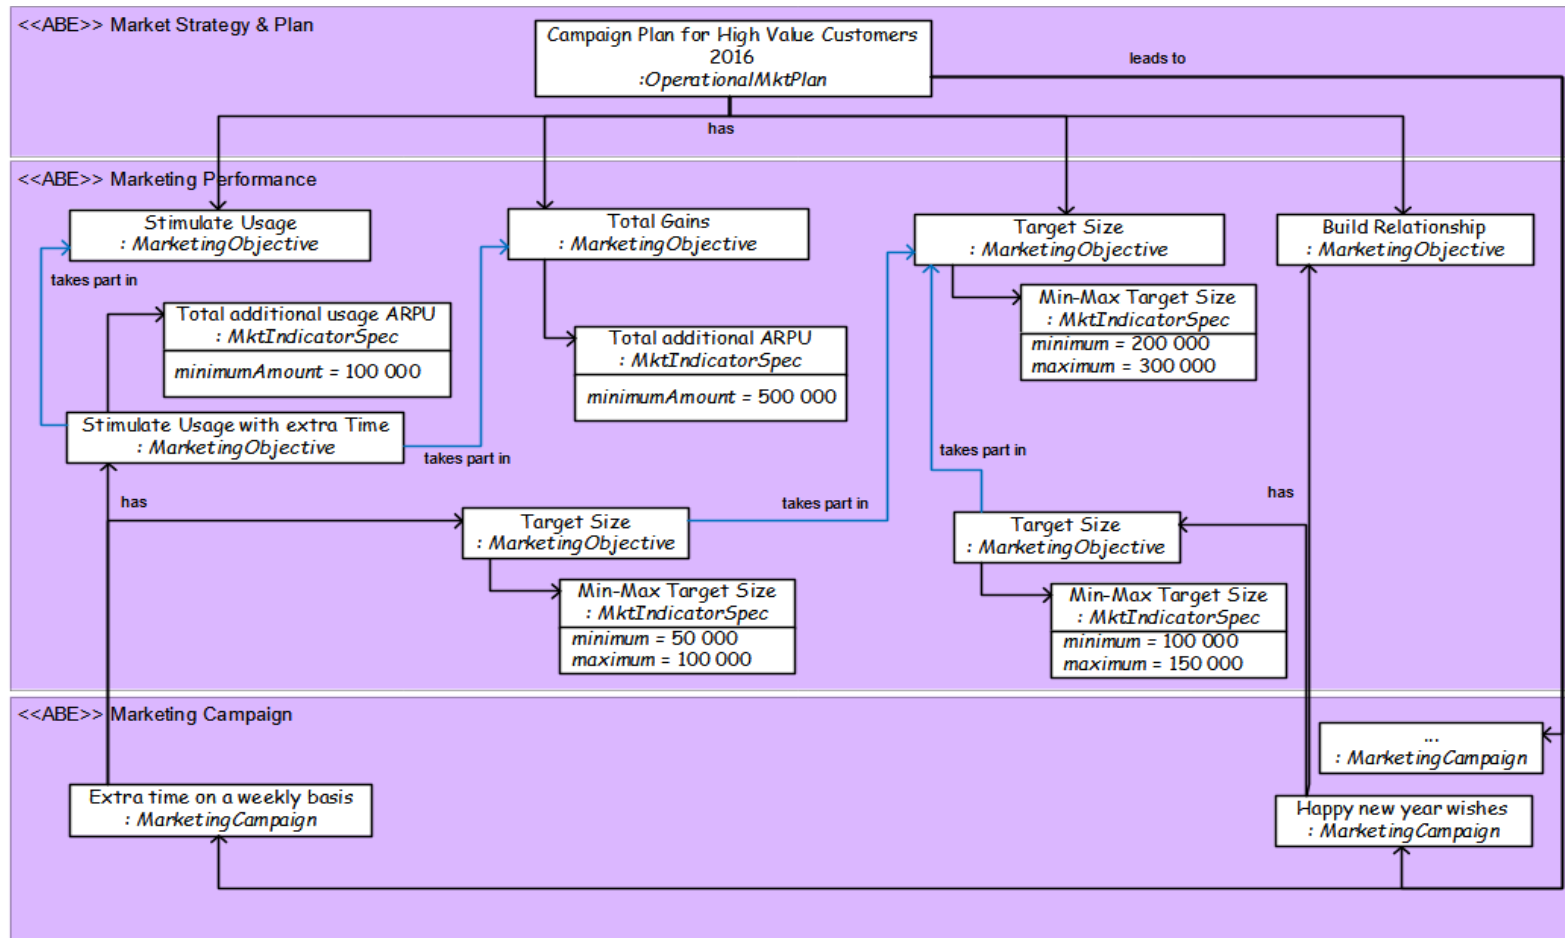 <<ABE>> Market Strategy & Plan
Campaign Plan for High Value Customers
2016
:OperationalMktPlan
leads to
has
<<ABE>> Marketing Performance
Stimulate Usage
: MarketingObjective
Total Gains
: MarketingObjective
Target Size
: MarketingObjective
Build Relationship
: MarketingObjective
takes part in
Total additional usage ARPU
: MktIndicatorSpec
minimumAmount = 100 000
Total additional ARPU
: MktIndicatorSpec
minimumAmount = 500 000
Min-Max Target Size
: MktIndicatorSpec
minimum = 200 000
maximum = 300 000
Stimulate Usage with extra Time
: MarketingObjective
takes part in
takes part in
has
takes part in
has
Target Size
: MarketingObjective
Target Size
: MarketingObjective
Min-Max Target Size
: MktIndicatorSpec
minimum = 50 000
maximum = 100 000
Min-Max Target Size
: MktIndicatorSpec
minimum = 100 000
maximum = 150 000
<<ABE>> Marketing Campaign
...
: MarketingCampaign
Extra time on a weekly basis
: MarketingCampaign
Happy new year wishes
: MarketingCampaign